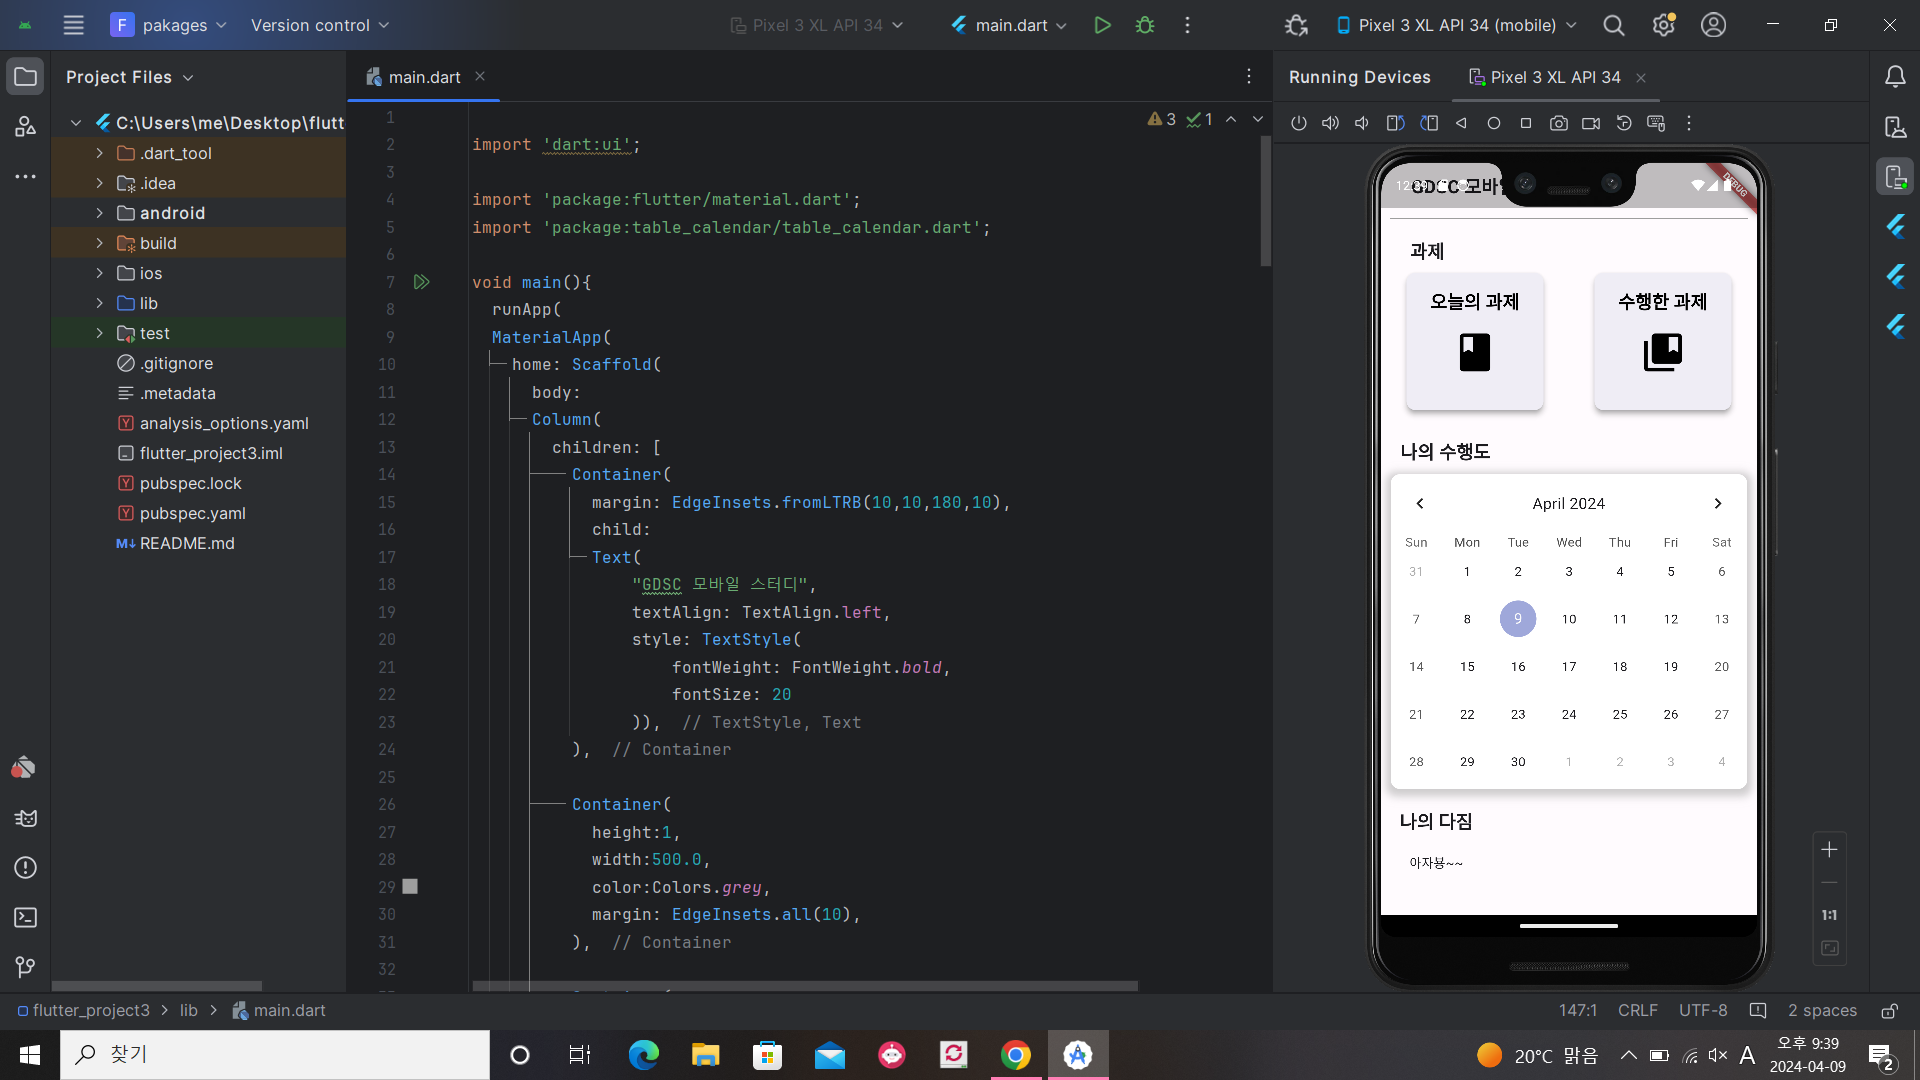 F pakages Version control Pixel 3 XL API 34 main.dart Pixel 3 XL API 34 (mobile)
Project Files
C:\Users\me\Desktop\flutt
.dart_tool
.idea
android
build
ios
lib
test
.gitignore
.metadata
analysis_options.yaml
flutter_project3.iml
pubspec.lock
pubspec.yaml
M↓ README.md
main.dart
3 1
1
2 import 'dart:ui';
3
4 import 'package:flutter/material.dart';
5 import 'package:table_calendar/table_calendar.dart';
6
7 void main(){
8 runApp(
9 MaterialApp(
10 home: Scaffold(
11 body:
12 Column(
13 children: [
14 Container(
15 margin: EdgeInsets.fromLTRB(10,10,180,10),
16 child:
17 Text(
18 "GDSC 모바일 스터디",
19 textAlign: TextAlign.left,
20 style: TextStyle(
21 fontWeight: FontWeight.bold,
22 fontSize: 20
23 )), // TextStyle, Text
24 ), // Container
25
26 Container(
27 height:1,
28 width:500.0,
29 color:Colors.grey,
30 margin: EdgeInsets.all(10),
31 ), // Container
32
Running Devices Pixel 3 XL API 34
GDSC 모바일
DEBUG
과제
오늘의 과제 수행한 과제
나의 수행도
April 2024
Sun Mon Tue Wed Thu Fri Sat
31 1 2 3 4 5 6
7 8 9 10 11 12 13
14 15 16 17 18 19 20
21 22 23 24 25 26 27
28 29 30 1 2 3 4
나의 다짐
아자용~~
1:1
flutter_project3 lib main.dart 147:1 CRLF UTF-8 2 spaces
찾기
20°C 맑음 A
오후 9:39
2024-04-09
2